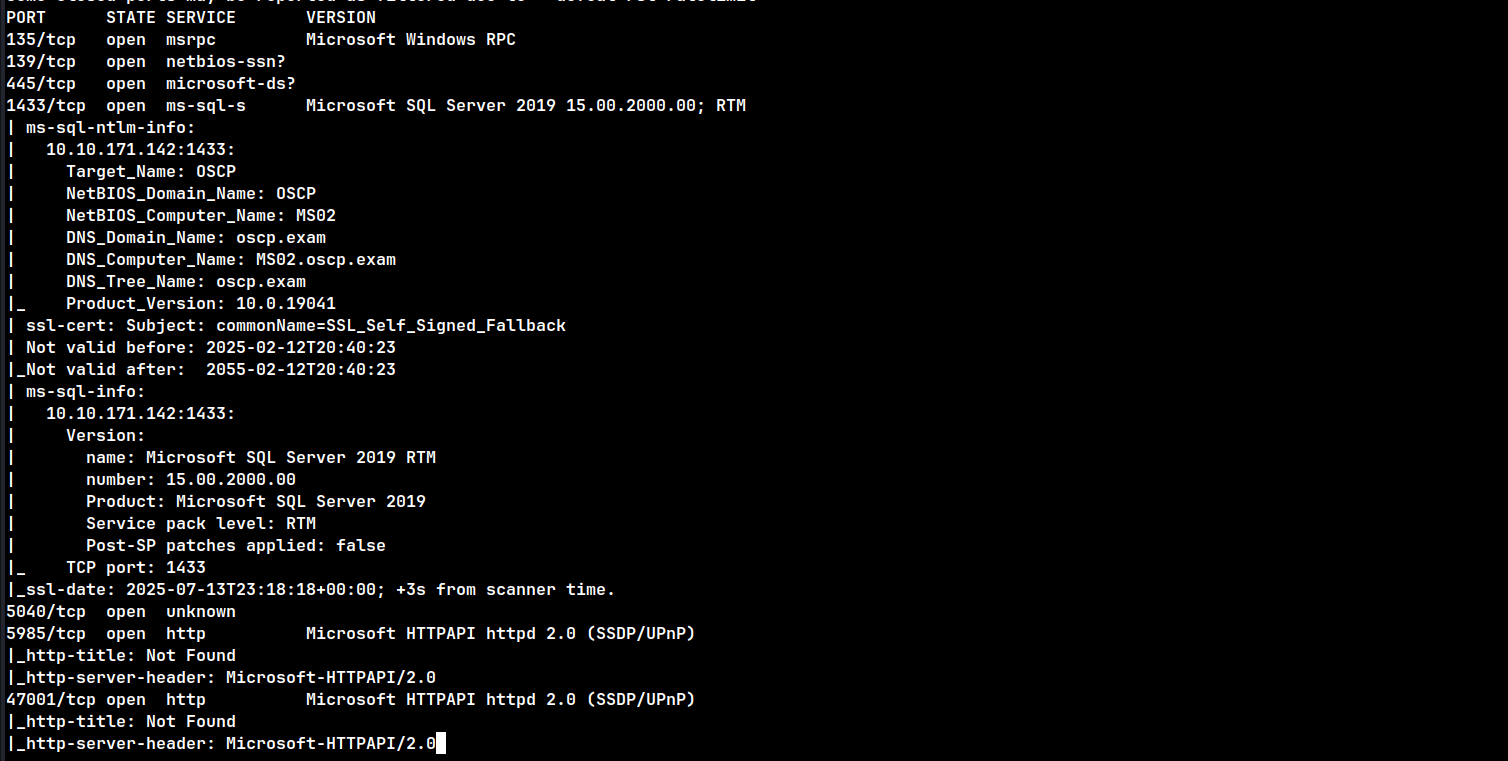 PORT      STATE SERVICE       VERSION
135/tcp   open  msrpc         Microsoft Windows RPC
139/tcp   open  netbios-ssn?
445/tcp   open  microsoft-ds?
1433/tcp  open  ms-sql-s      Microsoft SQL Server 2019 15.00.2000.00; RTM
| ms-sql-ntlm-info:
|   10.10.171.142:1433:
|     Target_Name: OSCP
|     NetBIOS_Domain_Name: OSCP
|     NetBIOS_Computer_Name: MS02
|     DNS_Domain_Name: oscp.exam
|     DNS_Computer_Name: MS02.oscp.exam
|     DNS_Tree_Name: oscp.exam
|_    Product_Version: 10.0.19041
| ssl-cert: Subject: commonName=SSL_Self_Signed_Fallback
| Not valid before: 2025-02-12T20:40:23
|_Not valid after:  2055-02-12T20:40:23
| ms-sql-info:
|   10.10.171.142:1433:
|     Version:
|       name: Microsoft SQL Server 2019 RTM
|       number: 15.00.2000.00
|       Product: Microsoft SQL Server 2019
|       Service pack level: RTM
|       Post-SP patches applied: false
|_    TCP port: 1433
|_ssl-date: 2025-07-13T23:18:18+00:00; +3s from scanner time.
5040/tcp  open  unknown
5985/tcp  open  http          Microsoft HTTPAPI httpd 2.0 (SSDP/UPnP)
|_http-title: Not Found
|_http-server-header: Microsoft-HTTPAPI/2.0
47001/tcp open  http          Microsoft HTTPAPI httpd 2.0 (SSDP/UPnP)
|_http-title: Not Found
|_http-server-header: Microsoft-HTTPAPI/2.0